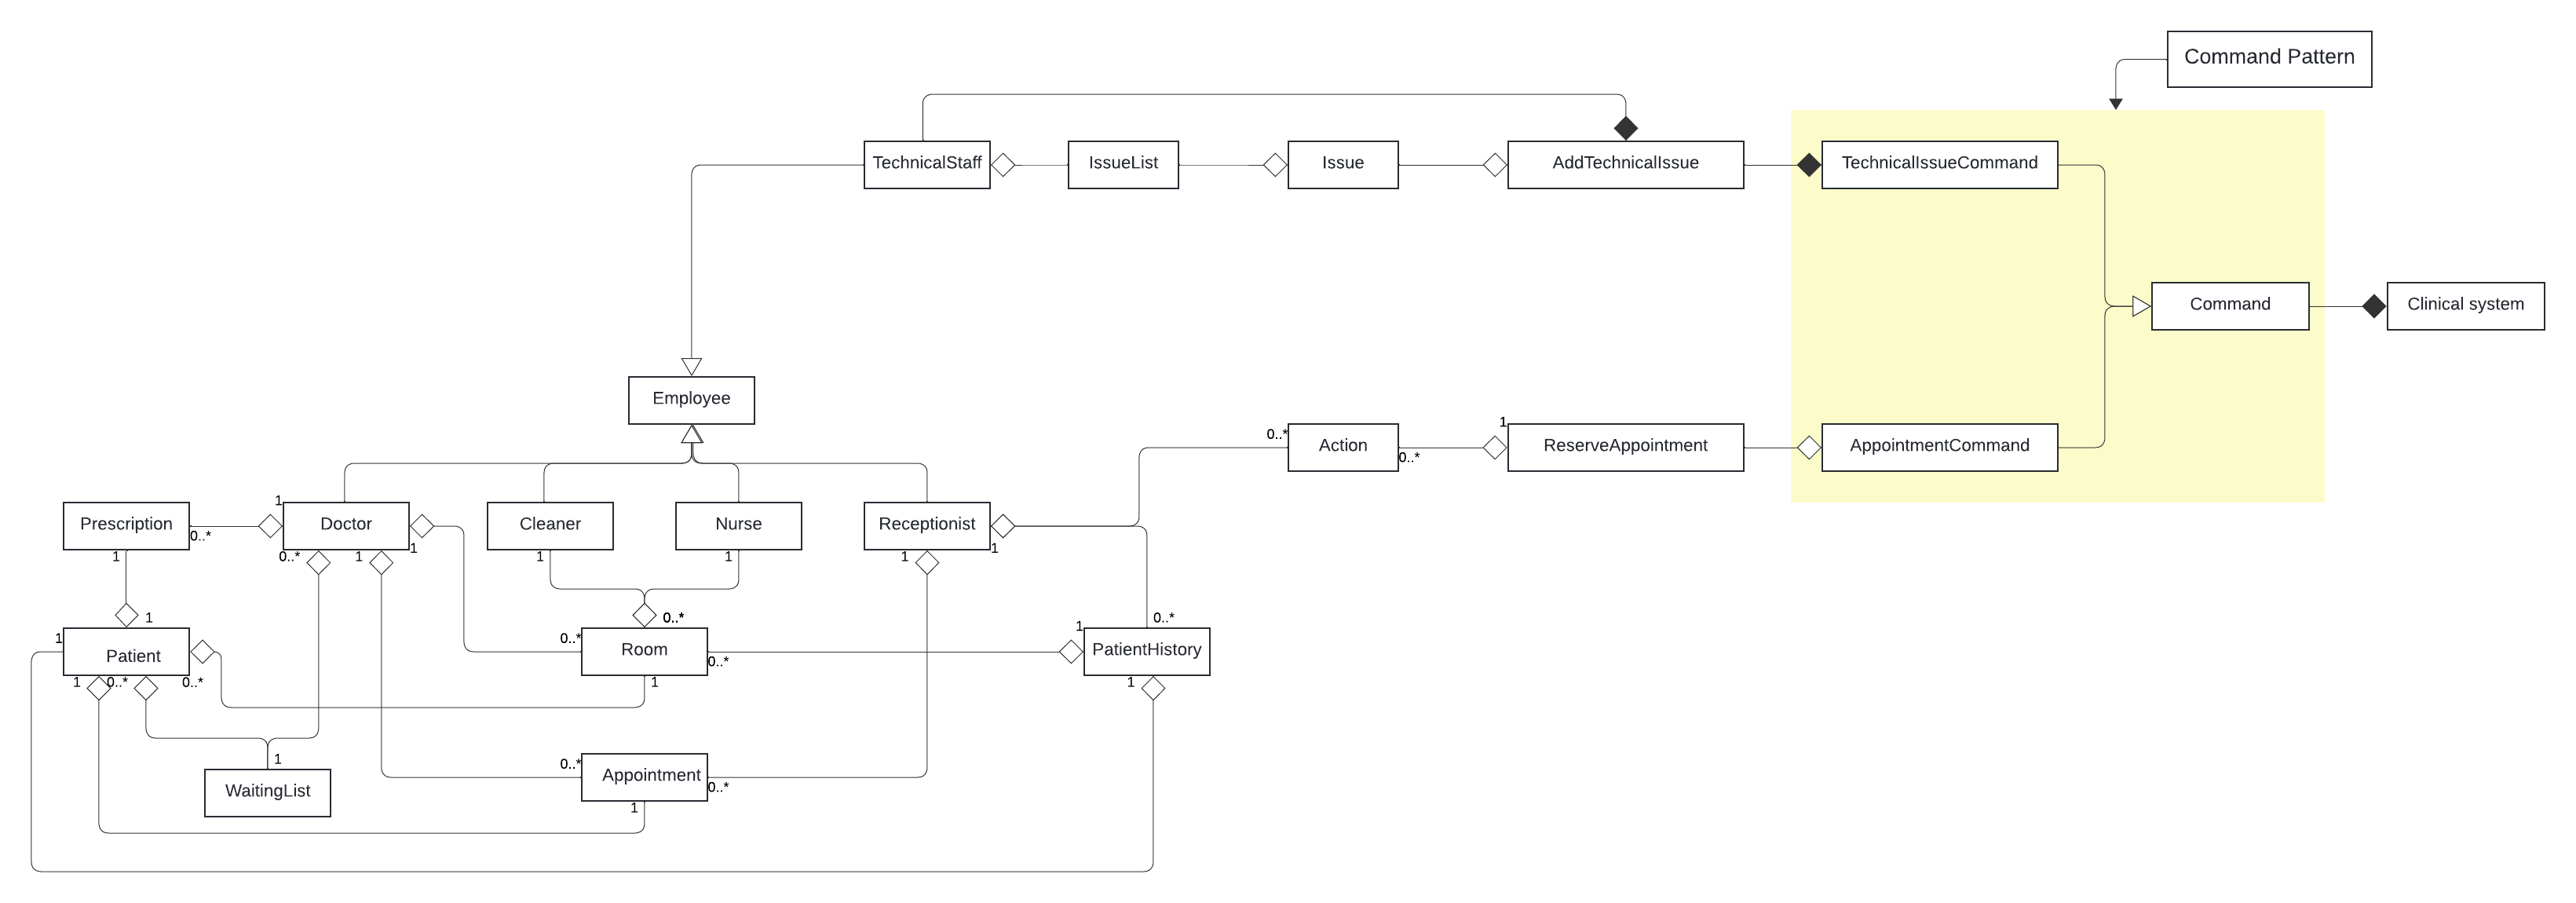 Command Pattern
TechnicalStaff
IssueList
Issue
AddTechnicalIssue
TechnicalIssueCommand
Command
Clinical system
Employee
Action
0..*
0..*
1
ReserveAppointment
AppointmentCommand
Prescription
0..*
1
1
Doctor
0..*
1
1
Cleaner
1
Nurse
1
Receptionist
1
1
1
1
Patient
1
0..*
0..*
0..*
0..*
Room
0..*
1
1
0..*
PatientHistory
1
1
WaitingList
0..*
Appointment
0..*
1